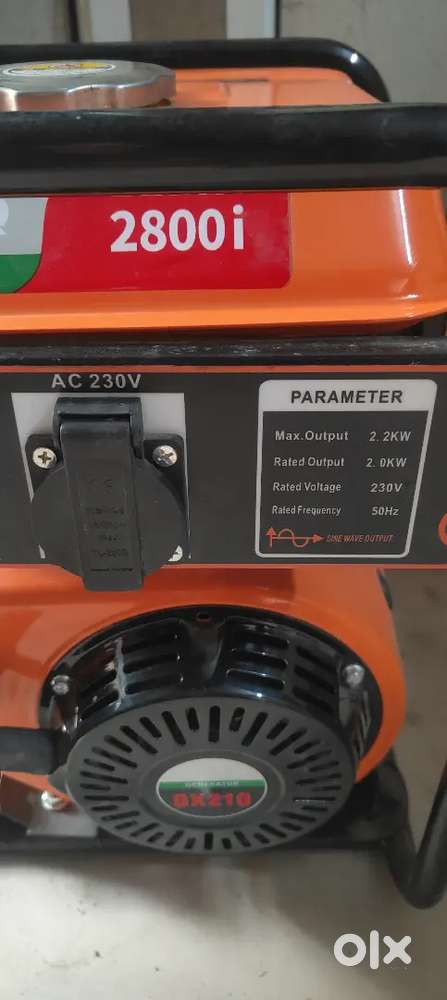 2800i
AC 230V
PARAMETER
Max.Output 2.2KW
Rated Output 2.0KW
Rated Voltage 230V
Rated Frequency 50Hz
SINE WAVE OUTPUT
GENERATOR
GX210
olx